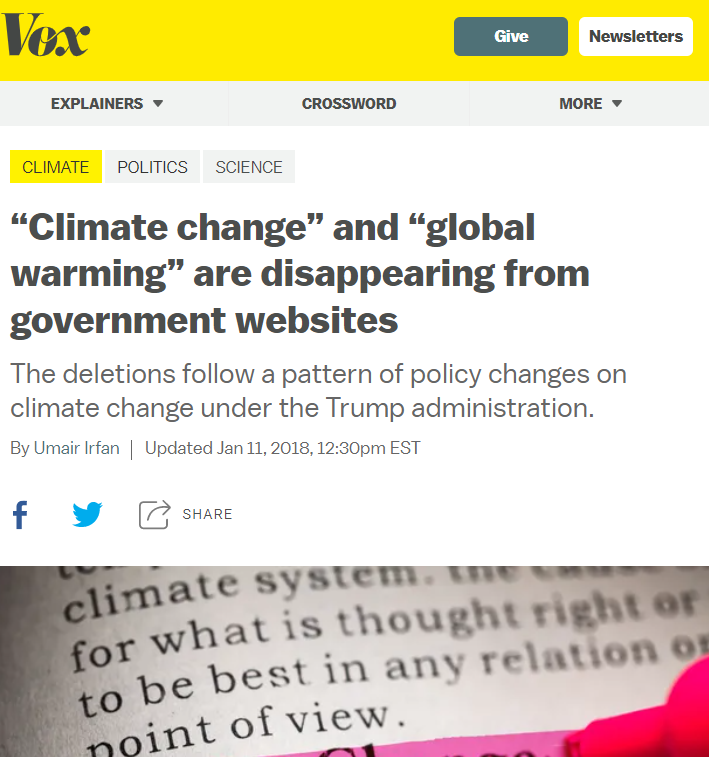 Vox
Give
Newsletters
EXPLAINERS
CROSSWORD
MORE
CLIMATE
POLITICS
SCIENCE
“Climate change” and “global
warming” are disappearing from
government websites
The deletions follow a pattern of policy changes on
climate change under the Trump administration.
By Umair Irfan | Updated Jan 11, 2018, 12:30pm EST
SHARE
climate system. the cause
for what is thought right or
to be best in any relation or
point of view.